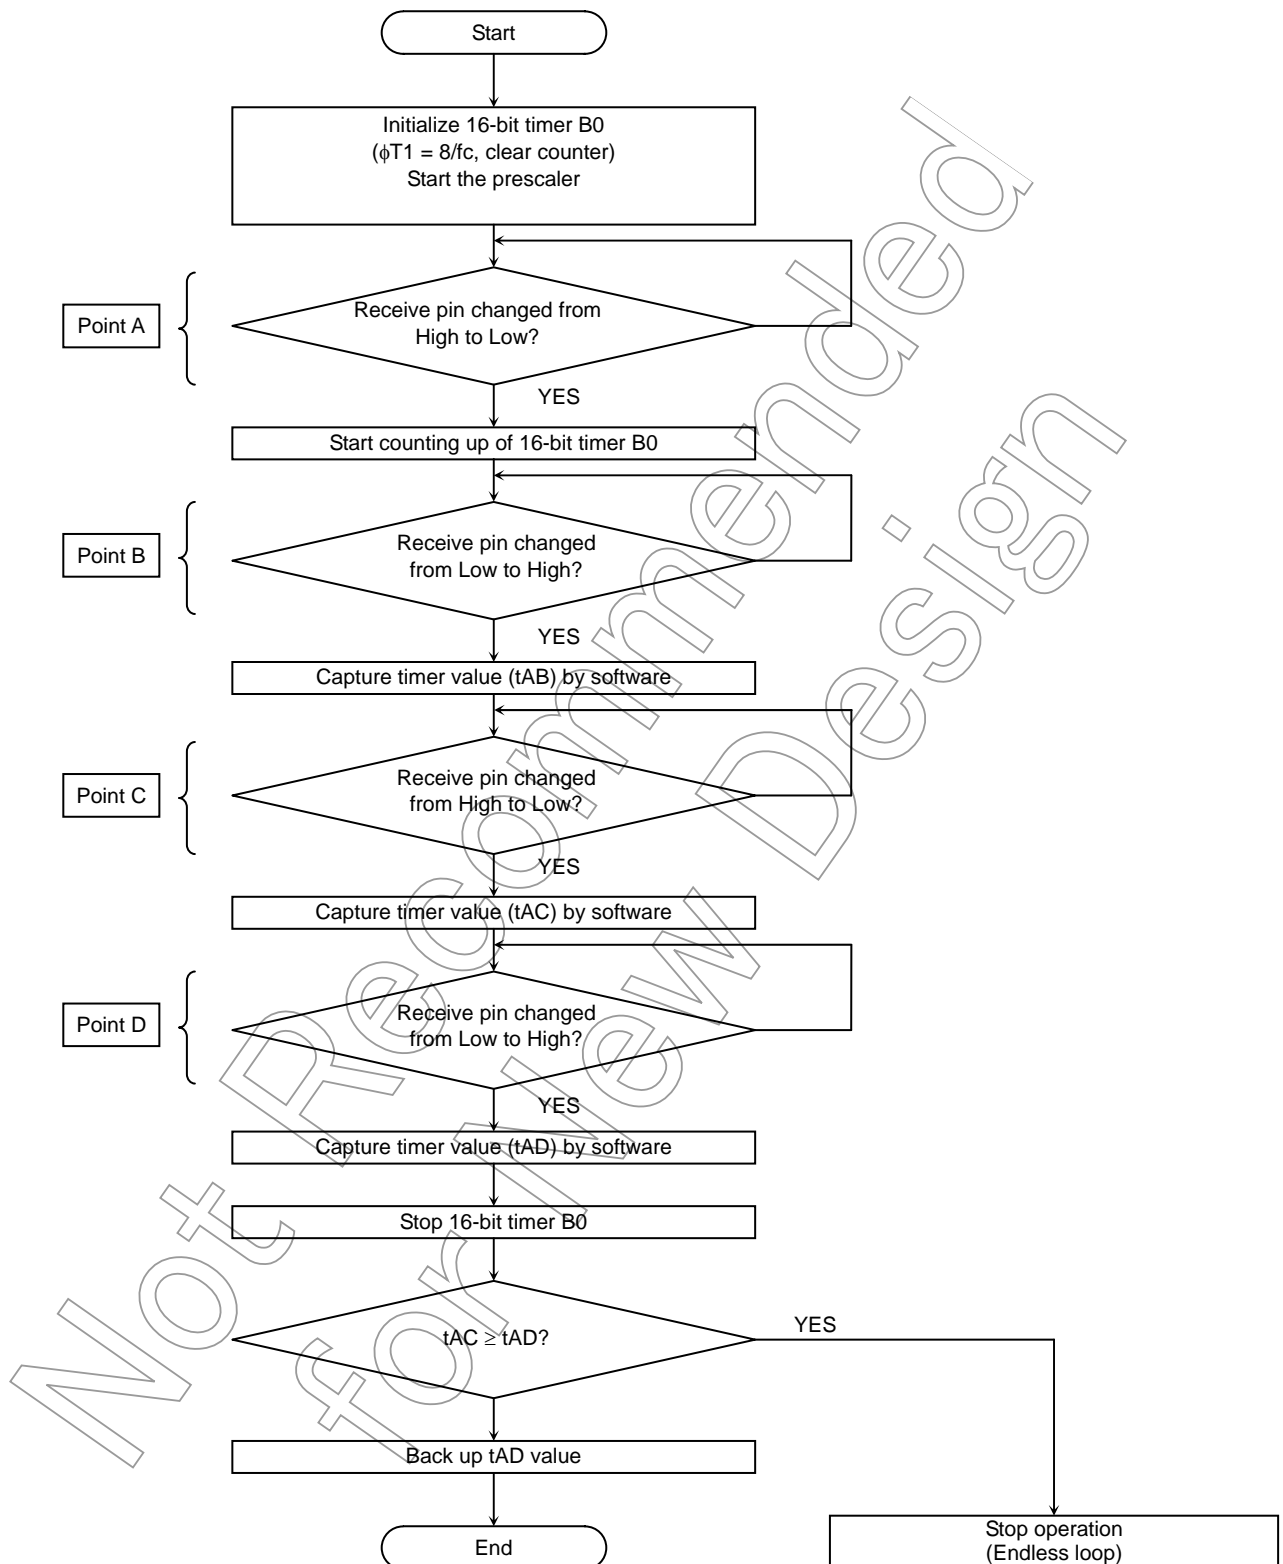 Start
Initialize 16-bit timer B0
(ϕT1 = 8/fc, clear counter)
Start the prescaler
Point A
Receive pin changed from
High to Low?
YES
Start counting up of 16-bit timer B0
Point B
Receive pin changed
from Low to High?
YES
Capture timer value (tAB) by software
Point C
Receive pin changed
from High to Low?
YES
Capture timer value (tAC) by software
Point D
Receive pin changed
from Low to High?
YES
Capture timer value (tAD) by software
Stop 16-bit timer B0
tAC ≥ tAD?
YES
Back up tAD value
End
Stop operation
(Endless loop)
Not Recommended
for New Design